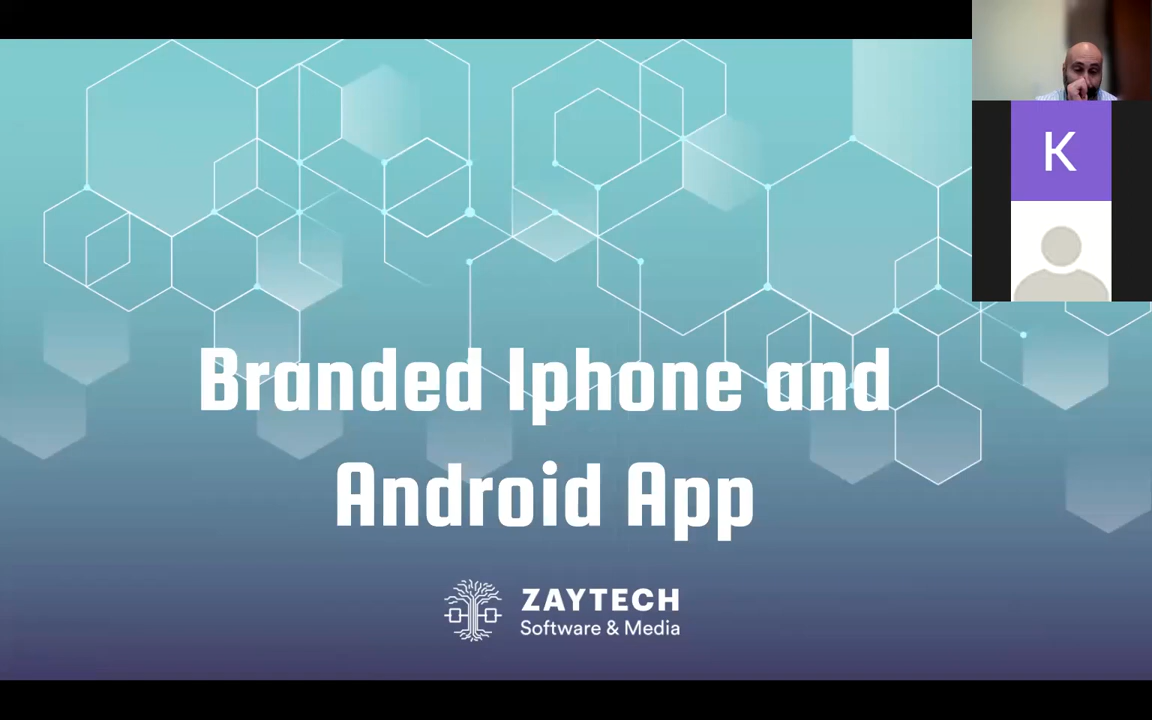 K
Branded Iphone and
Android App
ZAYTECH
Software & Media